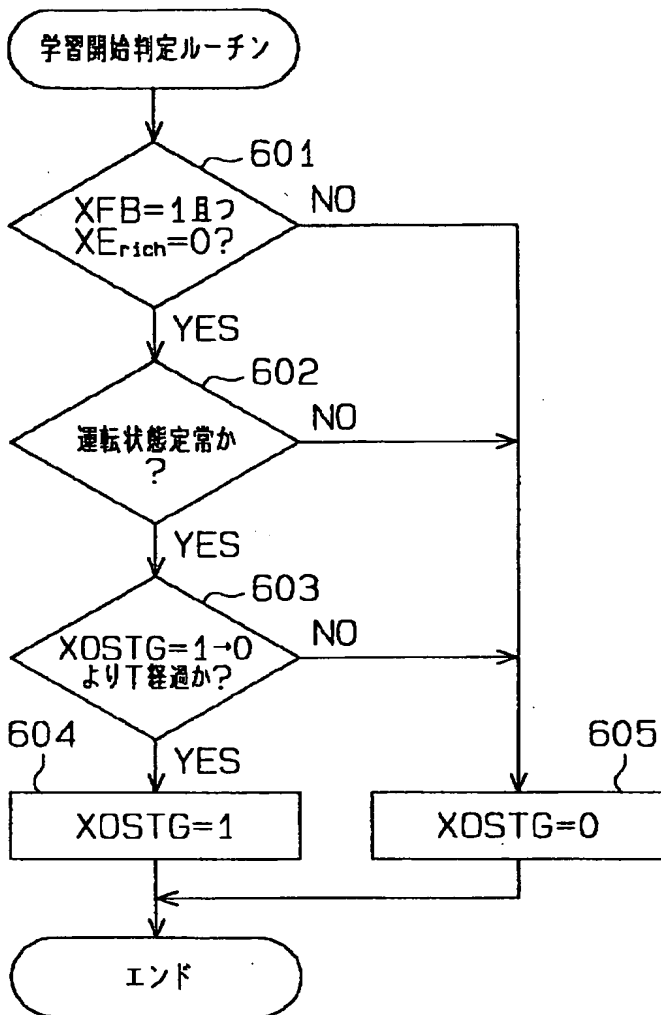 学習開始判定ルーチン
601
XFB=1且つ
XErich=0?
NO
YES
602
運転状態定常か
?
NO
YES
603
XOSTG=1→0
よりT経過か?
NO
YES
604
XOSTG=1
605
XOSTG=0
エンド